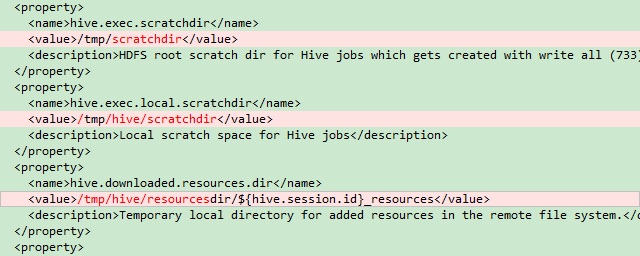 <property>
<name>hive.exec.scratchdir</name>
<value>/tmp/scratchdir</value>
<description>HDFS root scratch dir for Hive jobs which gets created with write all (733)
</property>
<property>
<name>hive.exec.local.scratchdir</name>
<value>/tmp/hive/scratchdir</value>
<description>Local scratch space for Hive jobs</description>
</property>
<property>
<name>hive.downloaded.resources.dir</name>
<value>/tmp/hive/resourcesdir/${hive.session.id}_resources</value>
<description>Temporary local directory for added resources in the remote file system.</
</property>
<property>